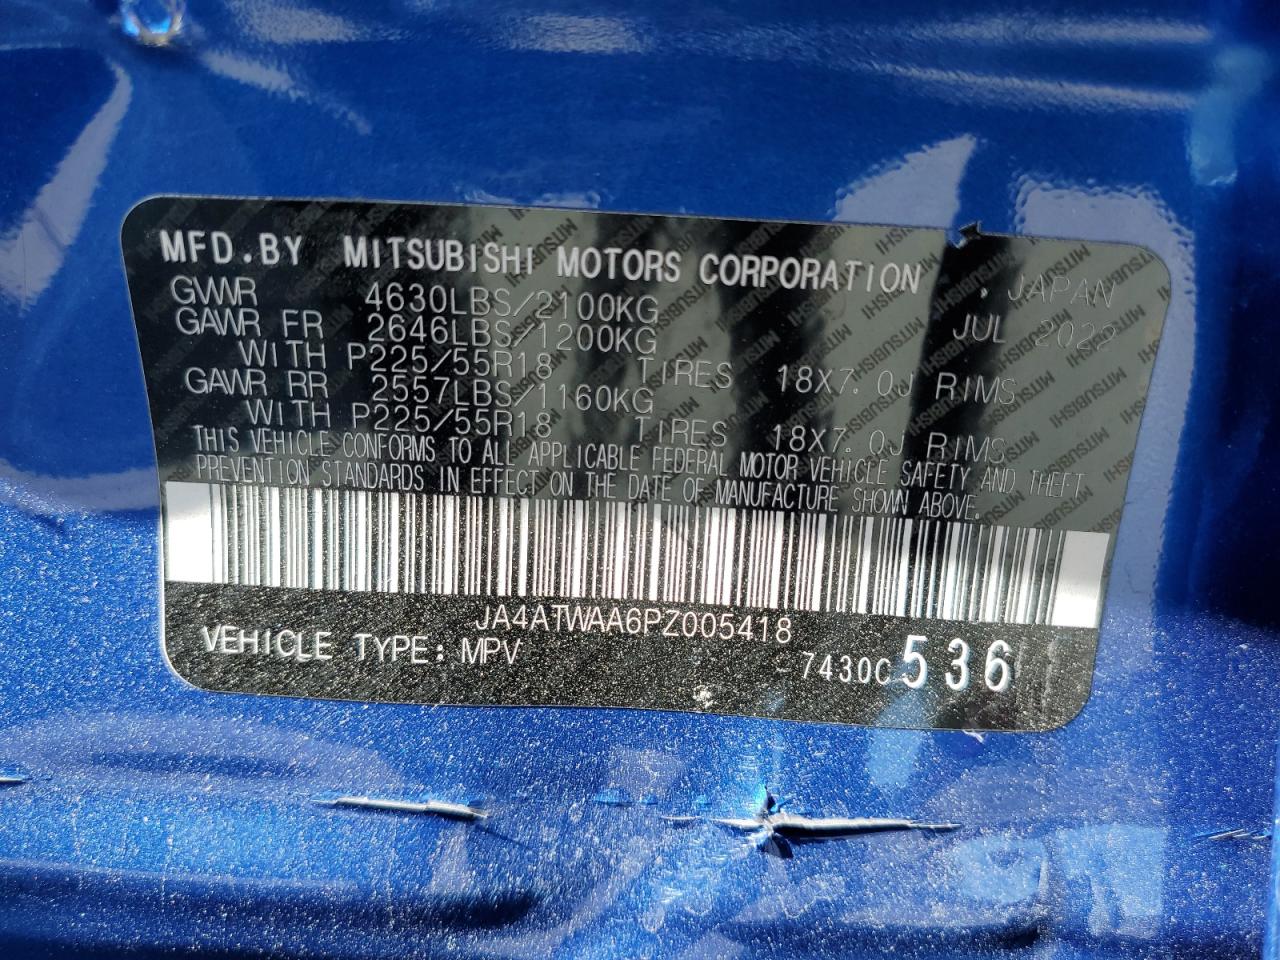 MFD.BY MITSUBISHI MOTORS CORPORATION , JAPAN
GVWR 4630LBS/2100KG JUL 2022
GAWR FR 2646LBS/1200KG
WITH P225/55R18 TIRES 18X7.0J RIMS
GAWR RR 2557LBS/1160KG
WITH P225/55R18 TIRES 18X7.0J RIMS
THIS VEHICLE CONFORMS TO ALL APPLICABLE FEDERAL MOTOR VEHICLE SAFETY AND THEFT
PREVENTION STANDARDS IN EFFECT ON THE DATE OF MANUFACTURE SHOWN ABOVE.
JA4ATWAA6PZ005418
VEHICLE TYPE: MPV 7430C 536